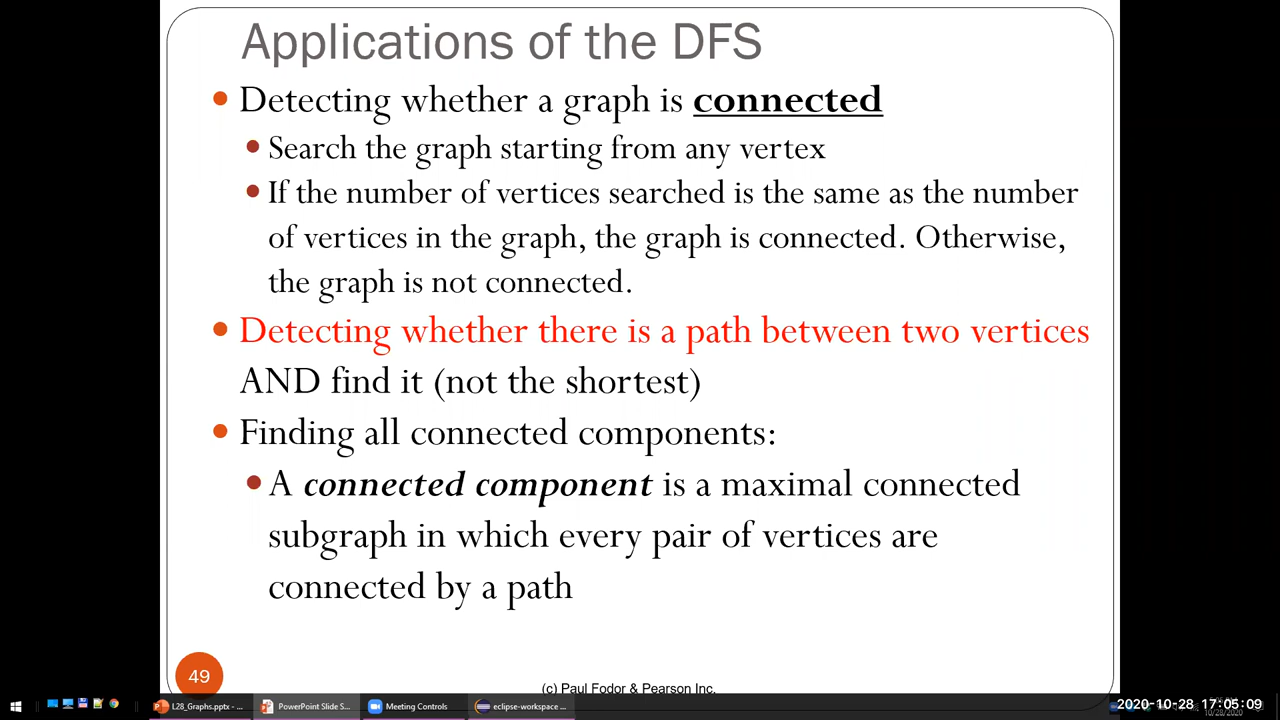 Applications of the DFS
Detecting whether a graph is connected
Search the graph starting from any vertex
If the number of vertices searched is the same as the number
of vertices in the graph, the graph is connected. Otherwise,
the graph is not connected.
Detecting whether there is a path between two vertices
AND find it (not the shortest)
Finding all connected components:
A connected component is a maximal connected
subgraph in which every pair of vertices are
connected by a path
49
(c) Paul Fodor & Pearson Inc.
L28_Graphs.pptx - ...
PowerPoint Slide S...
Meeting Controls
eclipse-workspace ...
2020-10-28 17:05:09